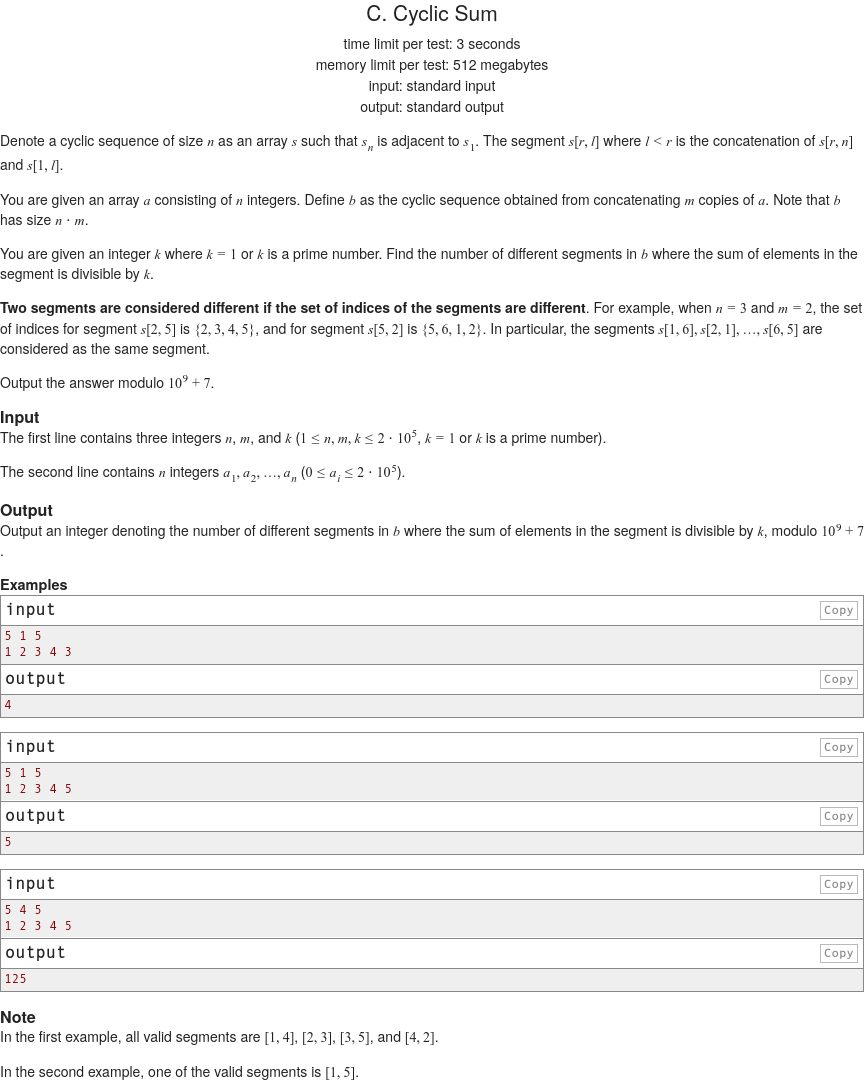 C. Cyclic Sum
time limit per test: 3 seconds
memory limit per test: 512 megabytes
input: standard input
output: standard output
Denote a cyclic sequence of size n as an array s such that s_n is adjacent to s_1. The segment s[r, l] where l < r is the concatenation of s[r, n]
and s[1, l].
You are given an array a consisting of n integers. Define b as the cyclic sequence obtained from concatenating m copies of a. Note that b
has size n · m.
You are given an integer k where k = 1 or k is a prime number. Find the number of different segments in b where the sum of elements in the
segment is divisible by k.
Two segments are considered different if the set of indices of the segments are different. For example, when n = 3 and m = 2, the set
of indices for segment s[2, 5] is {2, 3, 4, 5}, and for segment s[5, 2] is {5, 6, 1, 2}. In particular, the segments s[1, 6], s[2, 1], …, s[6, 5] are
considered as the same segment.
Output the answer modulo 10^9 + 7.
Input
The first line contains three integers n, m, and k (1 ≤ n, m, k ≤ 2 · 10^5, k = 1 or k is a prime number).
The second line contains n integers a_1, a_2, …, a_n (0 ≤ a_i ≤ 2 · 10^5).
Output
Output an integer denoting the number of different segments in b where the sum of elements in the segment is divisible by k, modulo 10^9 + 7
.
Examples
input
Copy
5 1 5
1 2 3 4 3
output
Copy
4
input
Copy
5 1 5
1 2 3 4 5
output
Copy
5
input
Copy
5 4 5
1 2 3 4 5
output
Copy
125
Note
In the first example, all valid segments are [1, 4], [2, 3], [3, 5], and [4, 2].
In the second example, one of the valid segments is [1, 5].